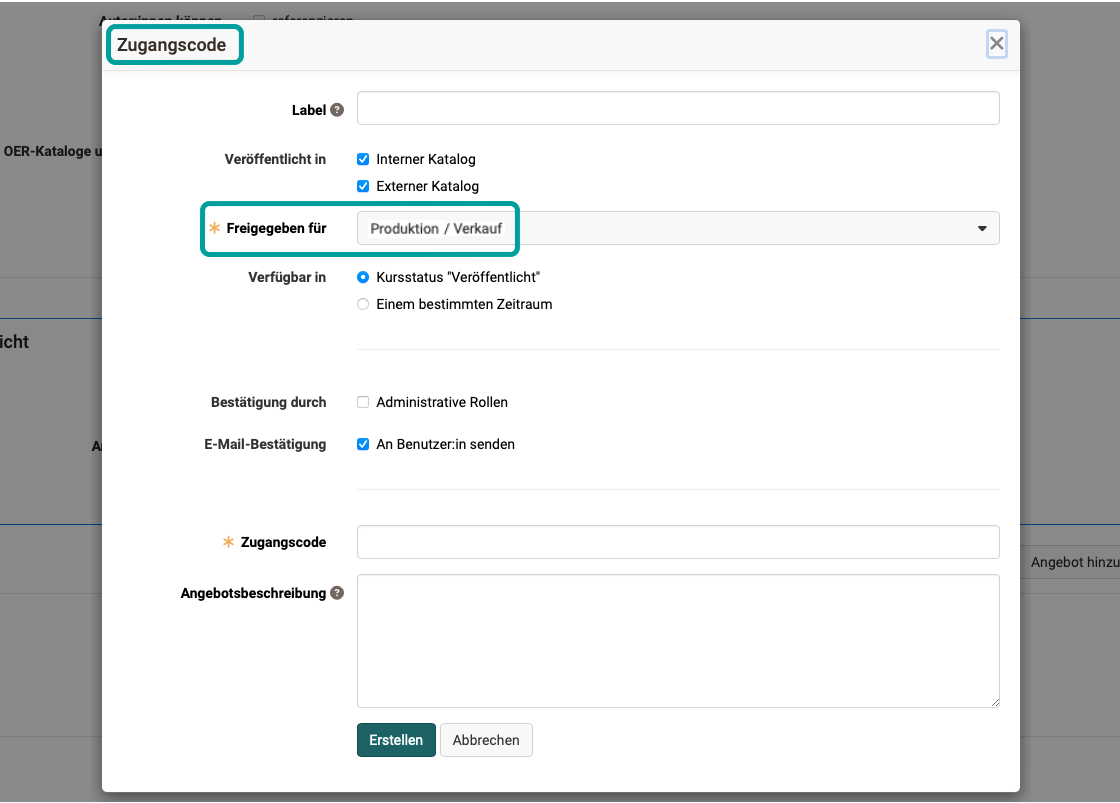 Autor:innen können referenzieren
Zugangscode
Label
OER-Kataloge u
Veröffentlicht in Interner Katalog
Externer Katalog
* Freigegeben für Produktion / Verkauf
Verfügbar in Kursstatus "Veröffentlicht"
Einem bestimmten Zeitraum
icht
Bestätigung durch Administrative Rollen
E-Mail-Bestätigung An Benutzer:in senden
* Zugangscode
Angebot hinzu
Angebotsbeschreibung
Erstellen Abbrechen